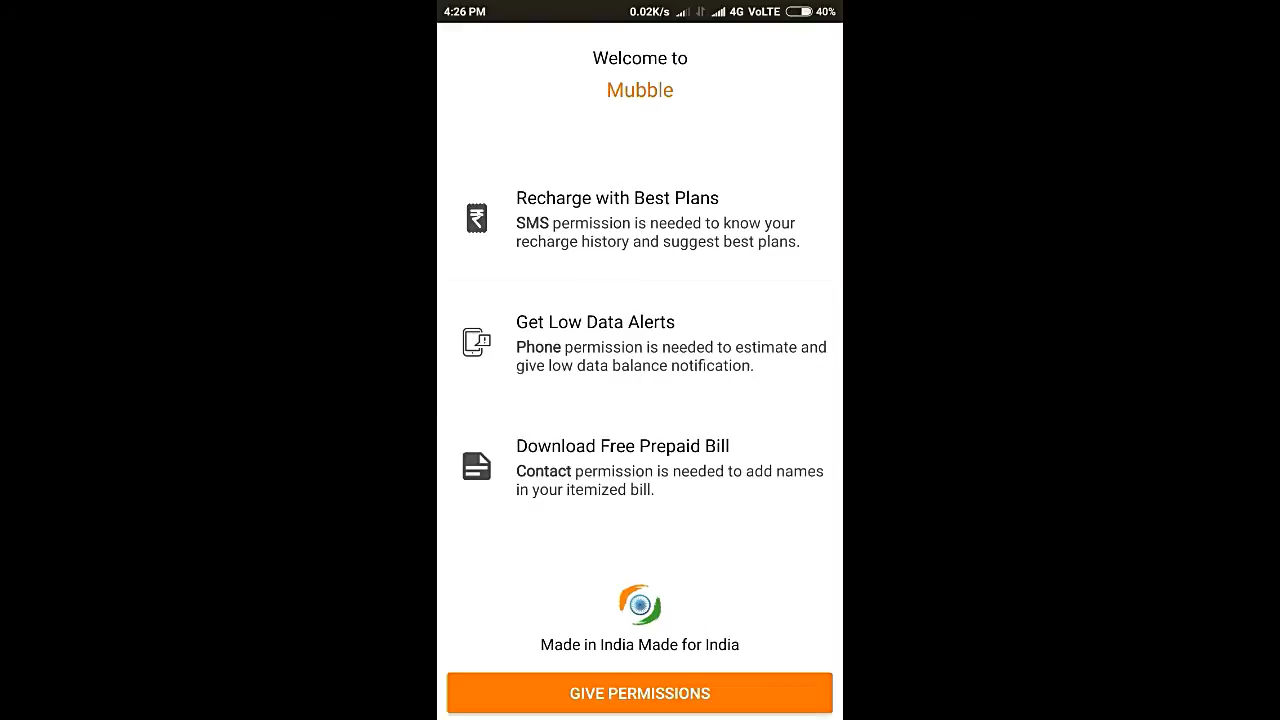 4:26 PM 0.02K/s 4G VoLTE 40%
Welcome to
Mubble
Recharge with Best Plans
SMS permission is needed to know your
recharge history and suggest best plans.
Get Low Data Alerts
Phone permission is needed to estimate and
give low data balance notification.
Download Free Prepaid Bill
Contact permission is needed to add names
in your itemized bill.
Made in India Made for India
GIVE PERMISSIONS